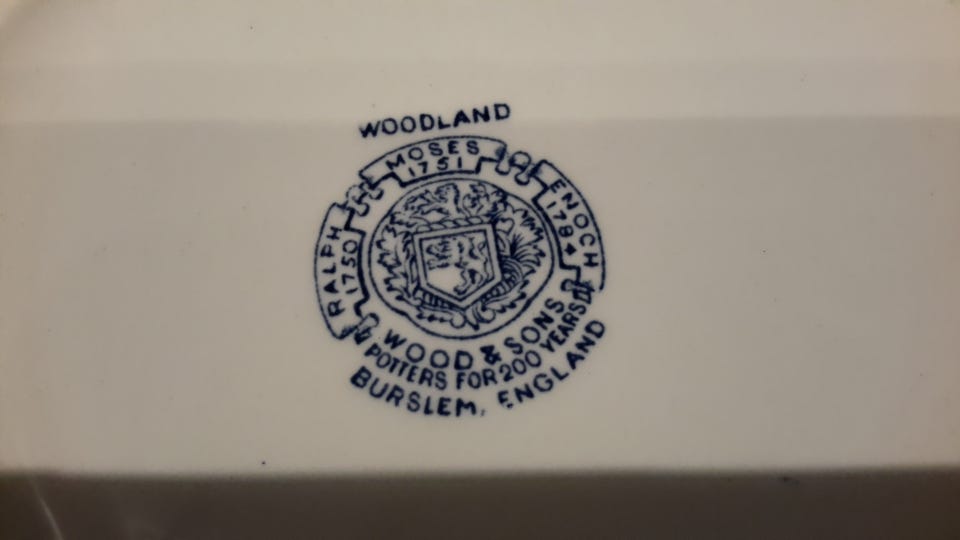 WOODLAND
RALPH
1750
MOSES
1751
ENOCH
1784
WOOD & SONS
POTTERS FOR 200 YEARS
BURSLEM, ENGLAND